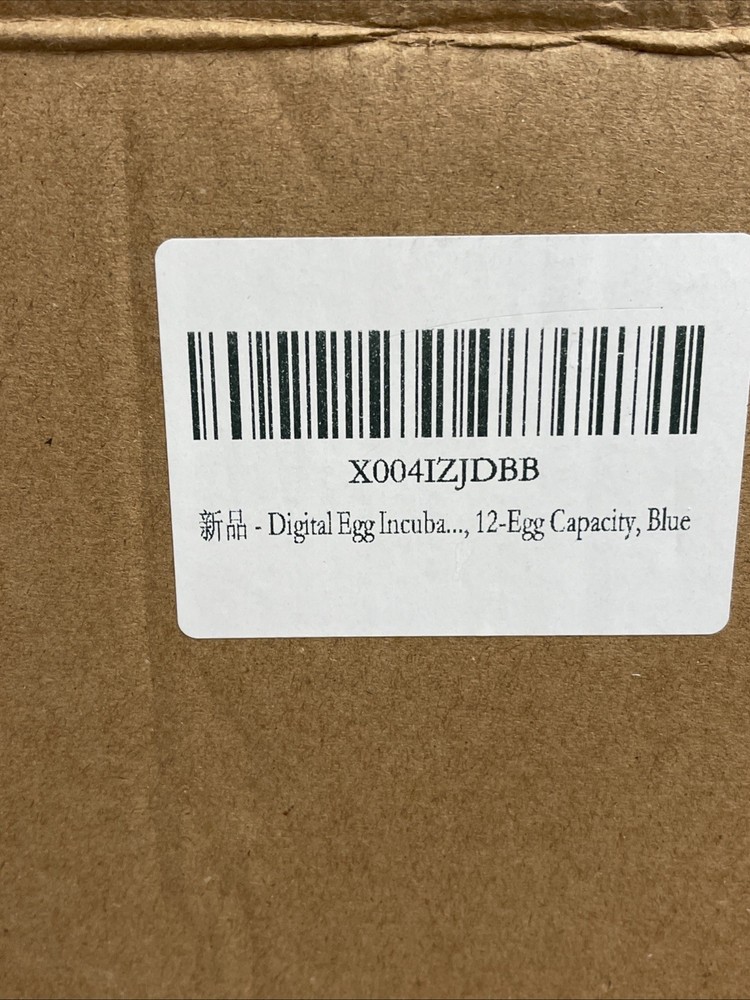 X004IZJDBB
新品 - Digital Egg Incuba..., 12-Egg Capacity, Blue